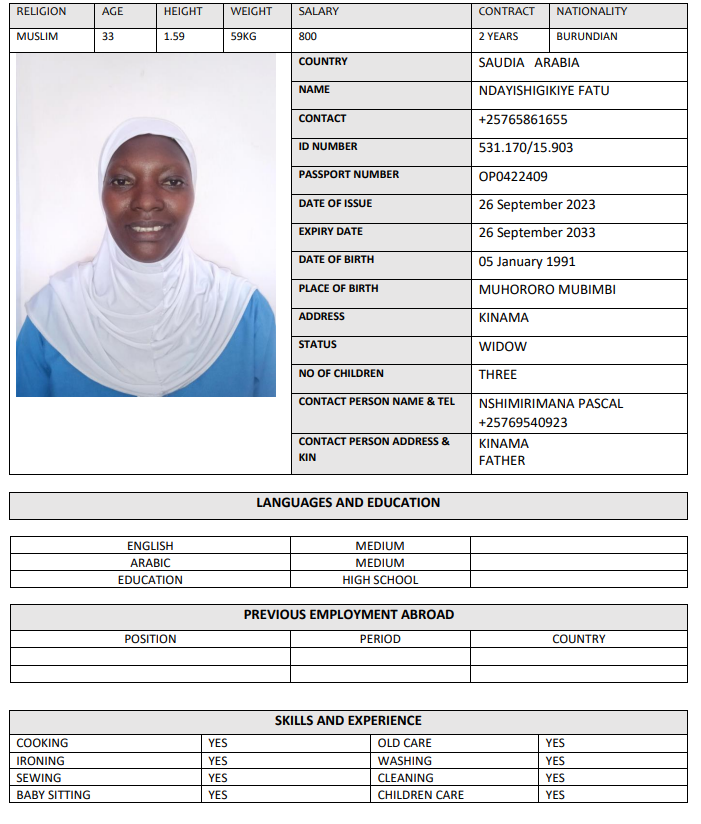 RELIGION AGE HEIGHT WEIGHT SALARY CONTRACT NATIONALITY
MUSLIM 33 1.59 59KG 800 2 YEARS BURUNDIAN
COUNTRY SAUDIA ARABIA
NAME NDAYISHIGIKIYE FATU
CONTACT +25765861655
ID NUMBER 531.170/15.903
PASSPORT NUMBER OP0422409
DATE OF ISSUE 26 September 2023
EXPIRY DATE 26 September 2033
DATE OF BIRTH 05 January 1991
PLACE OF BIRTH MUHORORO MUBIMBI
ADDRESS KINAMA
STATUS WIDOW
NO OF CHILDREN THREE
CONTACT PERSON NAME & TEL NSHIMIRIMANA PASCAL
+25769540923
CONTACT PERSON ADDRESS & KINAMA
KIN FATHER
LANGUAGES AND EDUCATION
ENGLISH MEDIUM
ARABIC MEDIUM
EDUCATION HIGH SCHOOL
PREVIOUS EMPLOYMENT ABROAD
POSITION PERIOD COUNTRY
SKILLS AND EXPERIENCE
COOKING YES OLD CARE YES
IRONING YES WASHING YES
SEWING YES CLEANING YES
BABY SITTING YES CHILDREN CARE YES